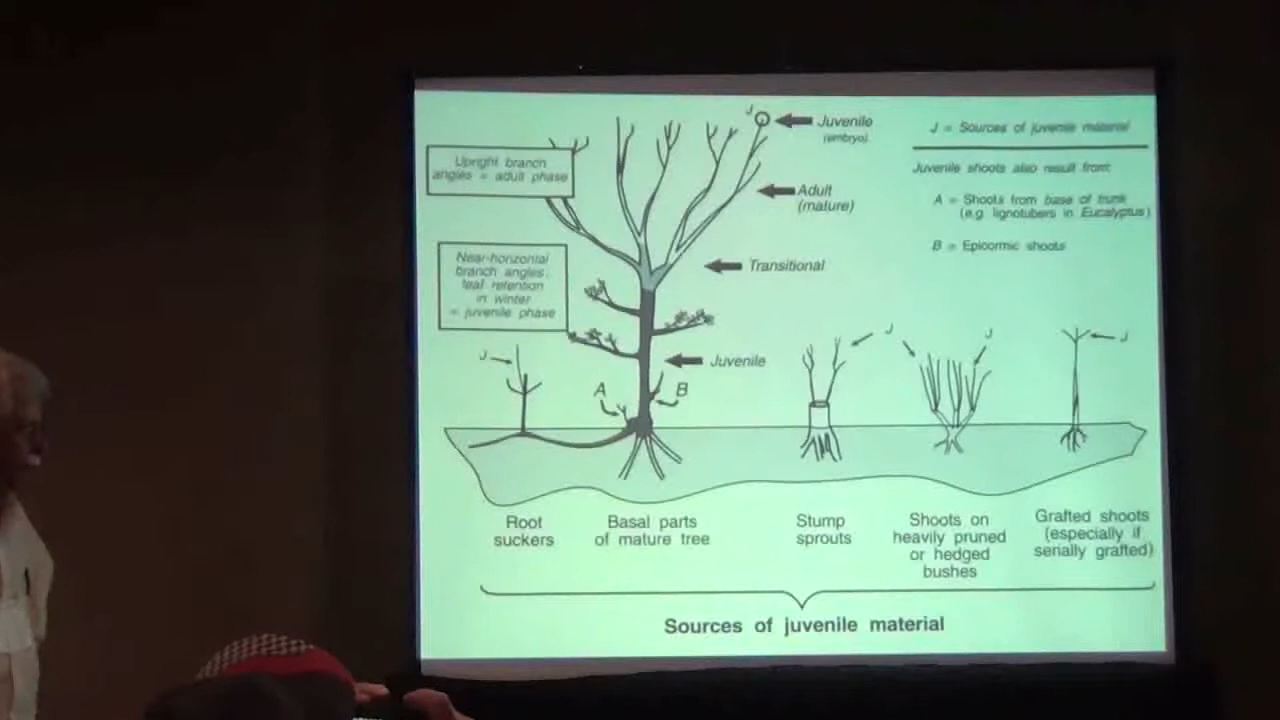 J
Juvenile
(embryo)
J = Sources of juvenile material
Juvenile shoots also result from:
A = Shoots from base of trunk
(e.g. lignotubers in Eucalyptus)
B = Epicormic shoots
Upright branch
angles = adult phase
Adult
(mature)
Transitional
Near-horizontal
branch angles,
leaf retention
in winter
= juvenile phase
Juvenile
J
A
B
J
J
J
Root
suckers
Basal parts
of mature tree
Stump
sprouts
Shoots on
heavily pruned
or hedged
bushes
Grafted shoots
(especially if
serially grafted)
Sources of juvenile material